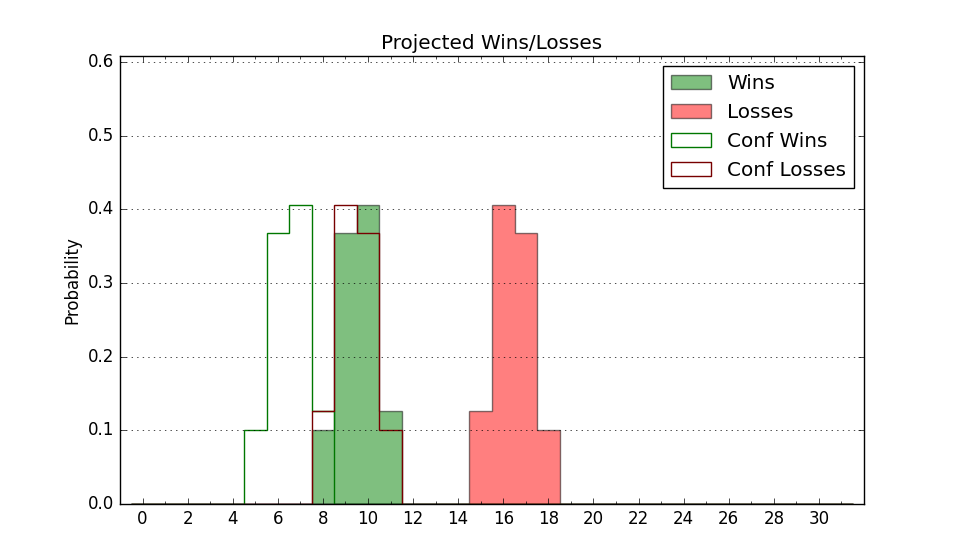 Projected Wins/Losses
0.6
0.5
0.4
0.3
0.2
0.1
0.0
Probability
Wins
Losses
Conf Wins
Conf Losses
0 2 4 6 8 10 12 14 16 18 20 22 24 26 28 30